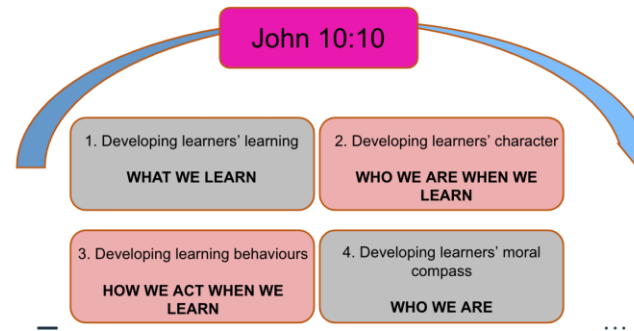 John 10:10
1. Developing learners' learning
WHAT WE LEARN
2. Developing learners' character
WHO WE ARE WHEN WE
LEARN
3. Developing learning behaviours
HOW WE ACT WHEN WE
LEARN
4. Developing learners' moral
compass
WHO WE ARE